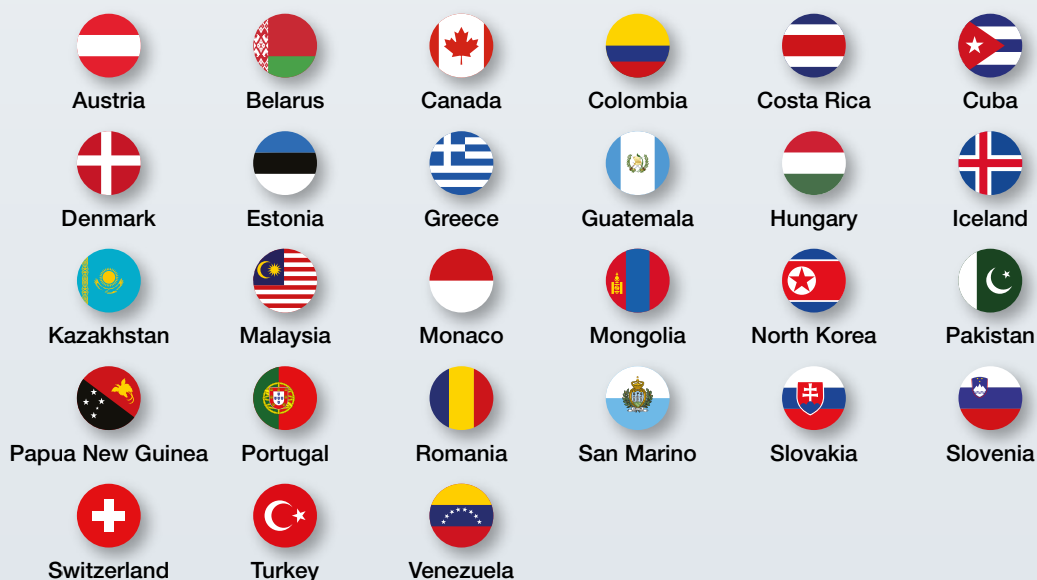 Austria Belarus Canada Colombia Costa Rica Cuba
Denmark Estonia Greece Guatemala Hungary Iceland
Kazakhstan Malaysia Monaco Mongolia North Korea Pakistan
Papua New Guinea Portugal Romania San Marino Slovakia Slovenia
Switzerland Turkey Venezuela